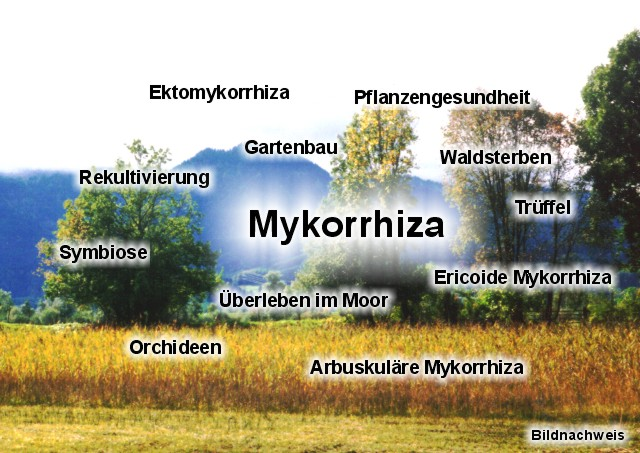 Ektomykorrhiza
Pflanzengesundheit
Gartenbau
Waldsterben
Rekultivierung
Trüffel
Mykorrhiza
Symbiose
Ericoide Mykorrhiza
Überleben im Moor
Orchideen
Arbuskuläre Mykorrhiza
Bildnachweis